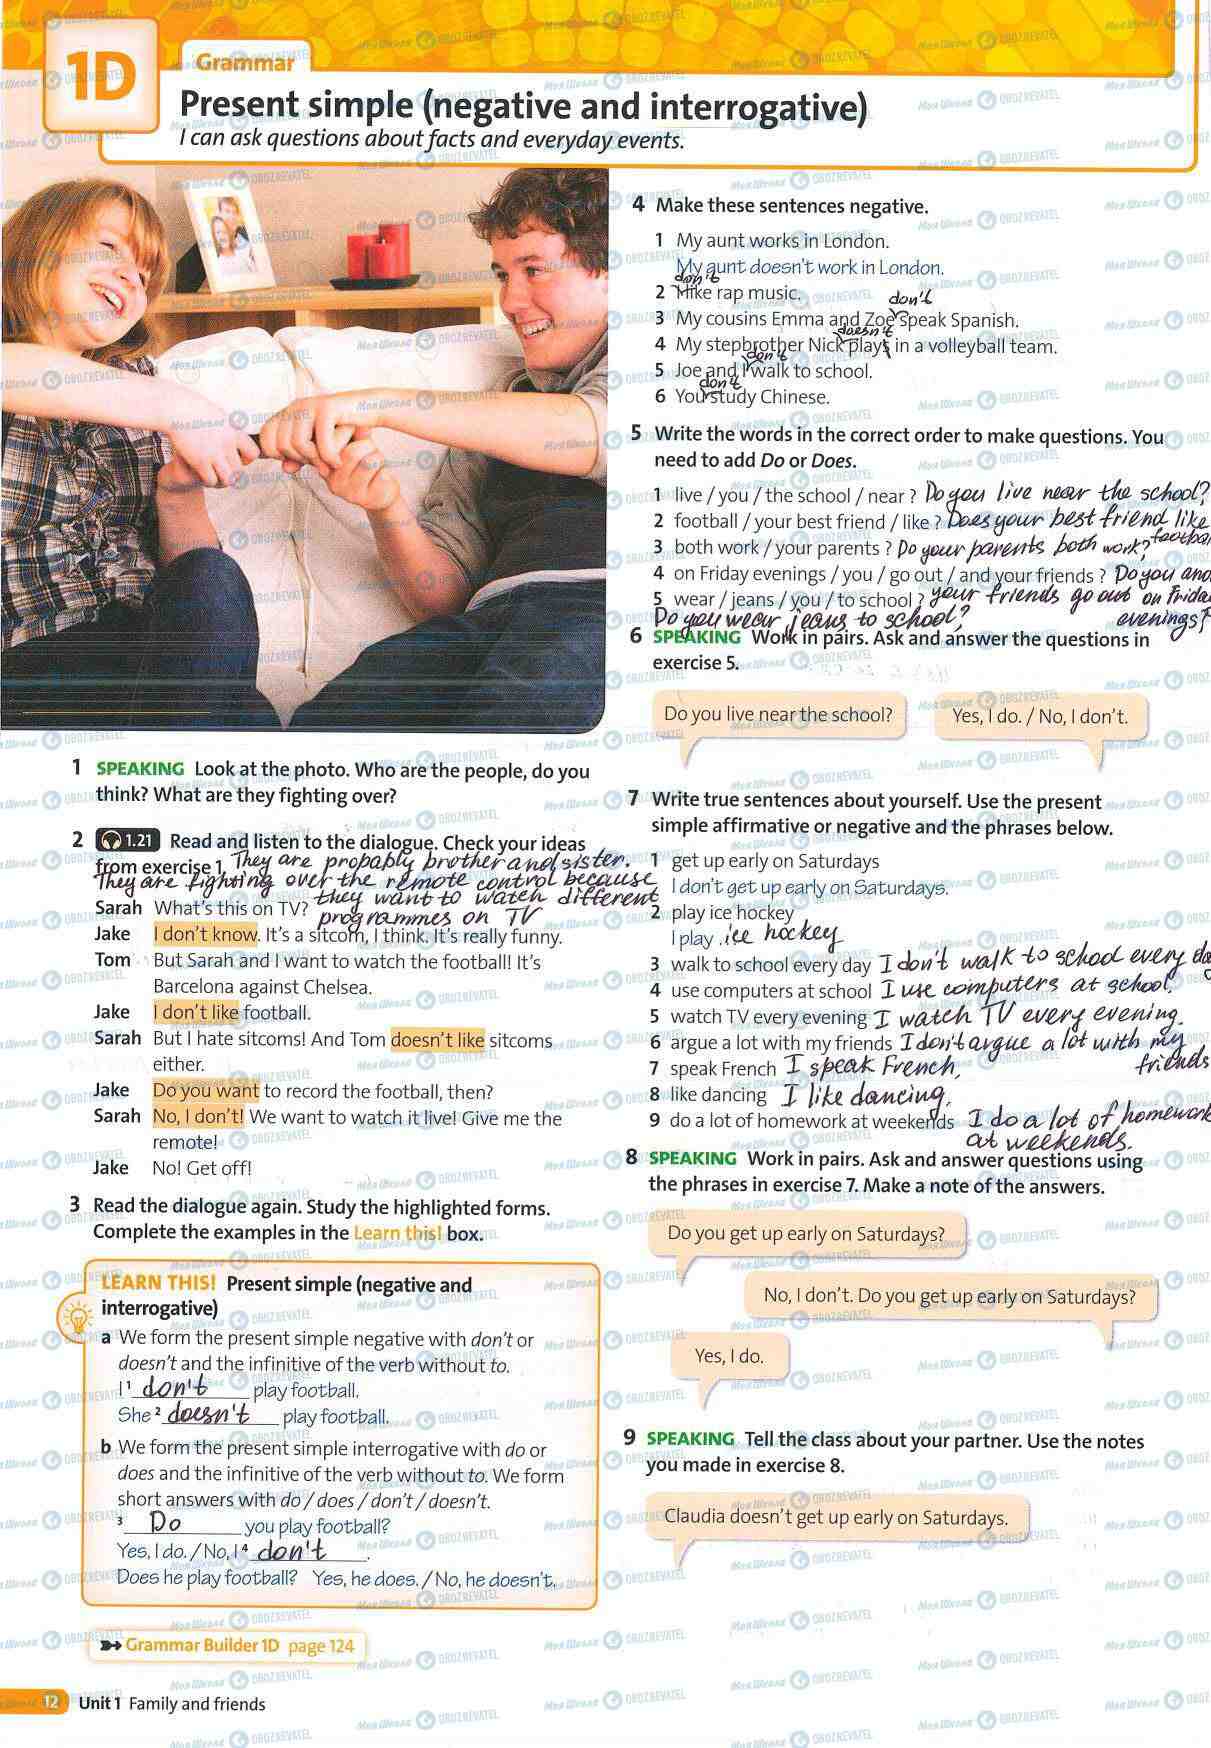 1D
Grammar
Present simple (negative and interrogative)
I can ask questions about facts and everyday events.
1 SPEAKING Look at the photo. Who are the people, do you
think? What are they fighting over?
2 1.21 Read and listen to the dialogue. Check your ideas
from exercise 1. They are probably brother and sister.
They are fighting over the remote control because
Sarah What's this on TV? they want to watch different
programmes on TV
Jake I don't know. It's a sitcom, I think. It's really funny.
Tom But Sarah and I want to watch the football! It's
Barcelona against Chelsea.
Jake I don't like football.
Sarah But I hate sitcoms! And Tom doesn't like sitcoms
either.
Jake Do you want to record the football, then?
Sarah No, I don't! We want to watch it live! Give me the
remote!
Jake No! Get off!
3 Read the dialogue again. Study the highlighted forms.
Complete the examples in the Learn this! box.
LEARN THIS! Present simple (negative and
interrogative)
a We form the present simple negative with don't or
doesn't and the infinitive of the verb without to.
I 1 don't play football.
She 2 doesn't play football.
b We form the present simple interrogative with do or
does and the infinitive of the verb without to. We form
short answers with do / does / don't / doesn't.
3 Do you play football?
Yes, I do. / No, I 4 don't.
Does he play football? Yes, he does. / No, he doesn't.
Grammar Builder 1D page 124
12 Unit 1 Family and friends
4 Make these sentences negative.
1 My aunt works in London.
My aunt doesn't work in London.
don't
2 Mike rap music.
don't
3 My cousins Emma and Zoe speak Spanish.
doesn't
4 My stepbrother Nick plays in a volleyball team.
don't
5 Joe and I walk to school.
don't
6 You study Chinese.
5 Write the words in the correct order to make questions. You
need to add Do or Does.
1 live / you / the school / near ? Do you live near the school?
2 football / your best friend / like ? Does your best friend like
3 both work / your parents ? Do your parents both work?
4 on Friday evenings / you / go out / and your friends ? Do you and
5 wear / jeans / you / to school ? your friends go out on Friday
Do you wear jeans to school? evenings?
6 SPEAKING Work in pairs. Ask and answer the questions in
exercise 5.
Do you live near the school?
Yes, I do. / No, I don't.
7 Write true sentences about yourself. Use the present
simple affirmative or negative and the phrases below.
1 get up early on Saturdays
I don't get up early on Saturdays.
2 play ice hockey
I play ice hockey
3 walk to school every day I don't walk to school every day
4 use computers at school I use computers at school.
5 watch TV every evening I watch TV every evening.
6 argue a lot with my friends I don't argue a lot with my
7 speak French I speak French. friends
8 like dancing I like dancing.
9 do a lot of homework at weekends I do a lot of homework
at weekends.
8 SPEAKING Work in pairs. Ask and answer questions using
the phrases in exercise 7. Make a note of the answers.
Do you get up early on Saturdays?
No, I don't. Do you get up early on Saturdays?
Yes, I do.
9 SPEAKING Tell the class about your partner. Use the notes
you made in exercise 8.
Claudia doesn't get up early on Saturdays.